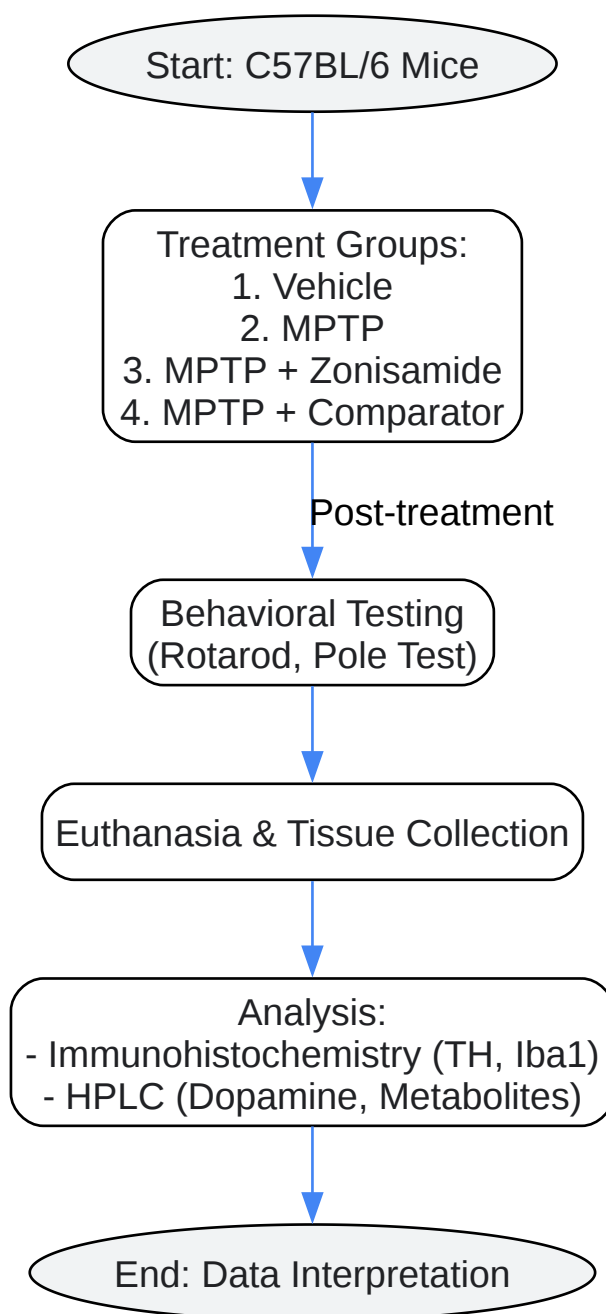 Start: C57BL/6 Mice
Treatment Groups:
1. Vehicle
2. MPTP
3. MPTP + Zonisamide
4. MPTP + Comparator
Post-treatment
Behavioral Testing
(Rotarod, Pole Test)
Euthanasia & Tissue Collection
Analysis:
- Immunohistochemistry (TH, Iba1)
- HPLC (Dopamine, Metabolites)
End: Data Interpretation